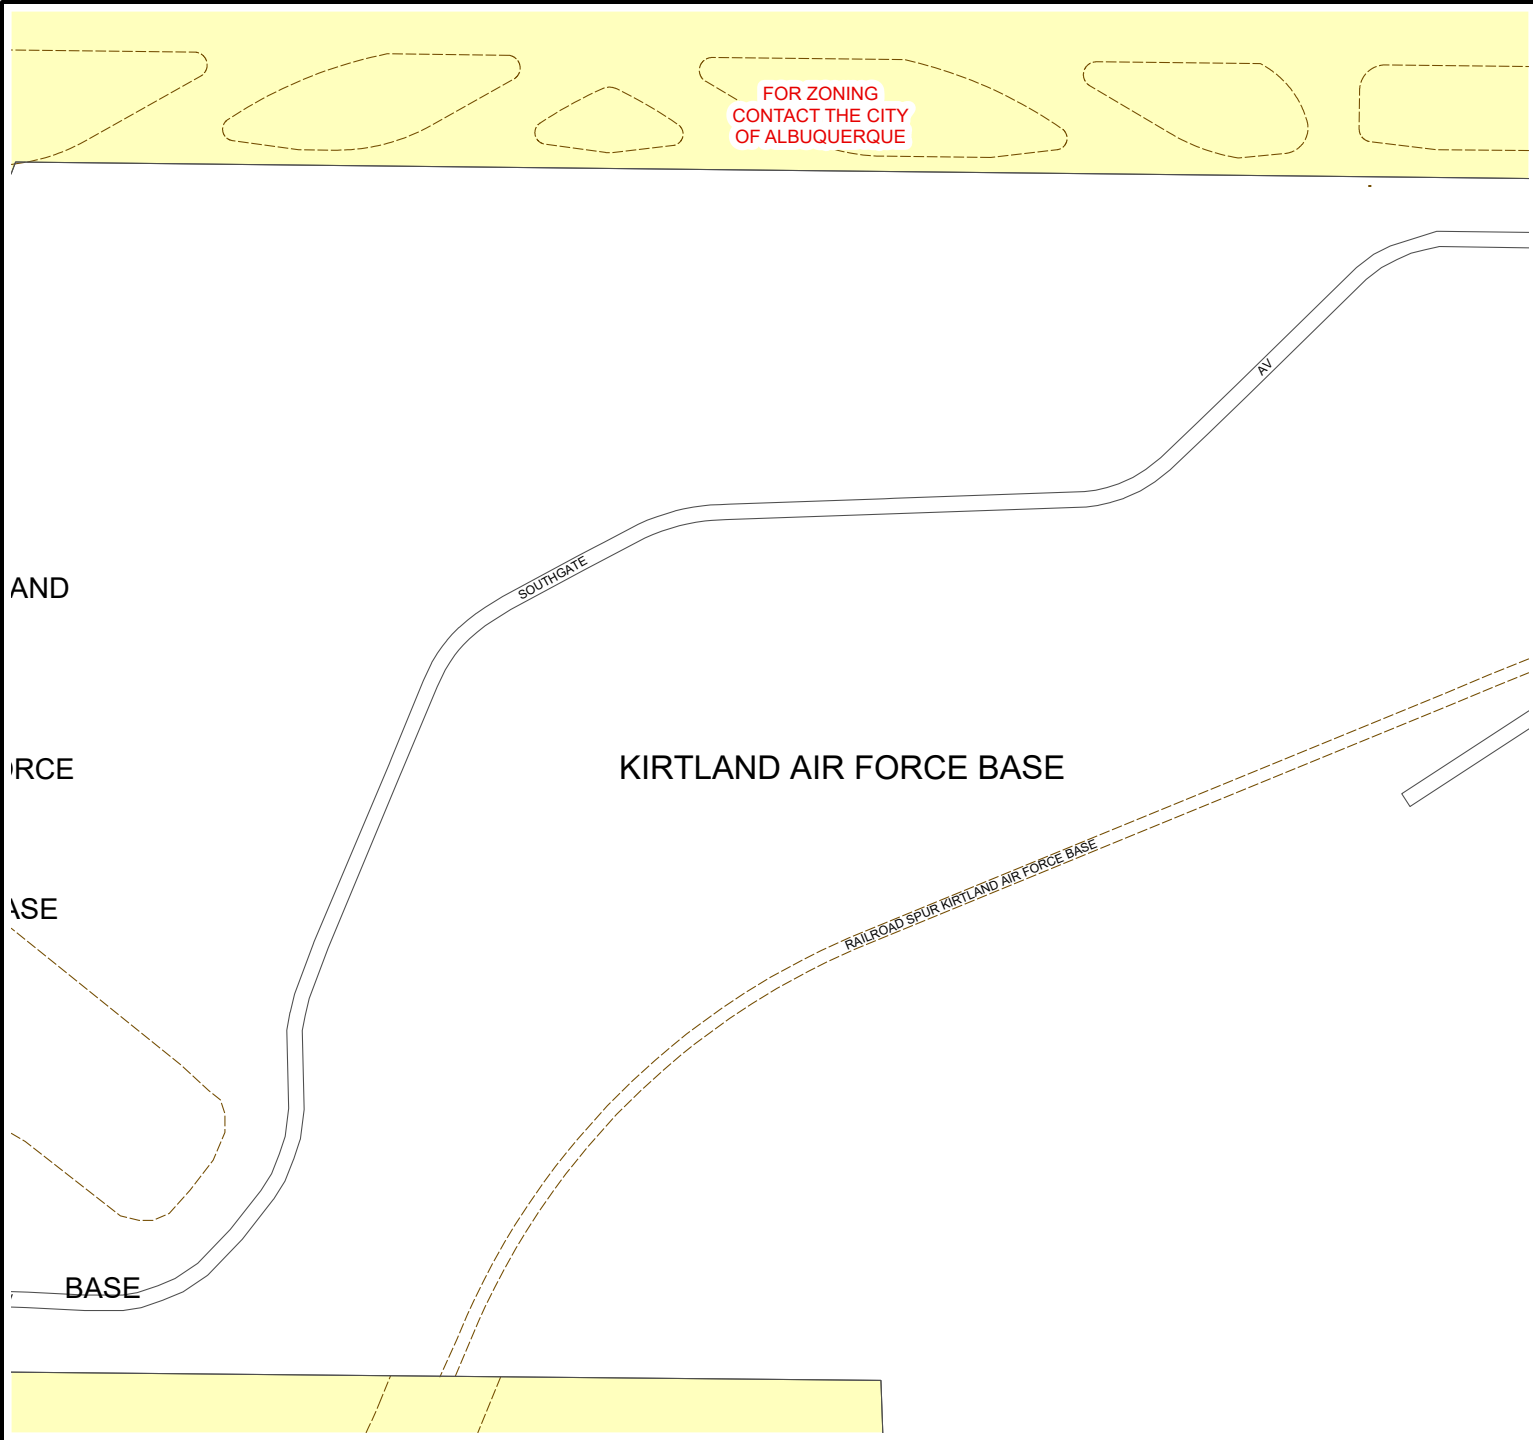 FOR ZONING
CONTACT THE CITY
OF ALBUQUERQUE
AV
SOUTHGATE
AND
KIRTLAND AIR FORCE BASE
RCE
RAILROAD SPUR KIRTLAND AIR FORCE BASE
ASE
BASE